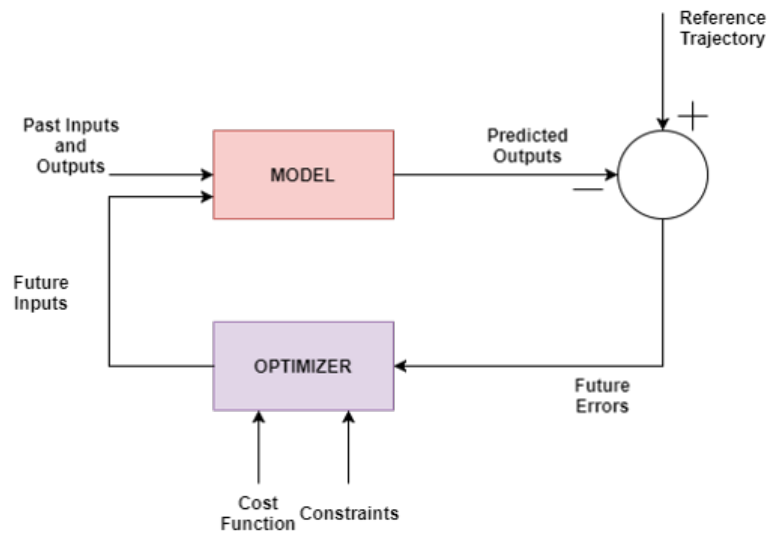 Reference
Trajectory
+
Past Inputs
and
Outputs
MODEL
Predicted
Outputs
—
Future
Inputs
OPTIMIZER
Future
Errors
Cost
Function
Constraints